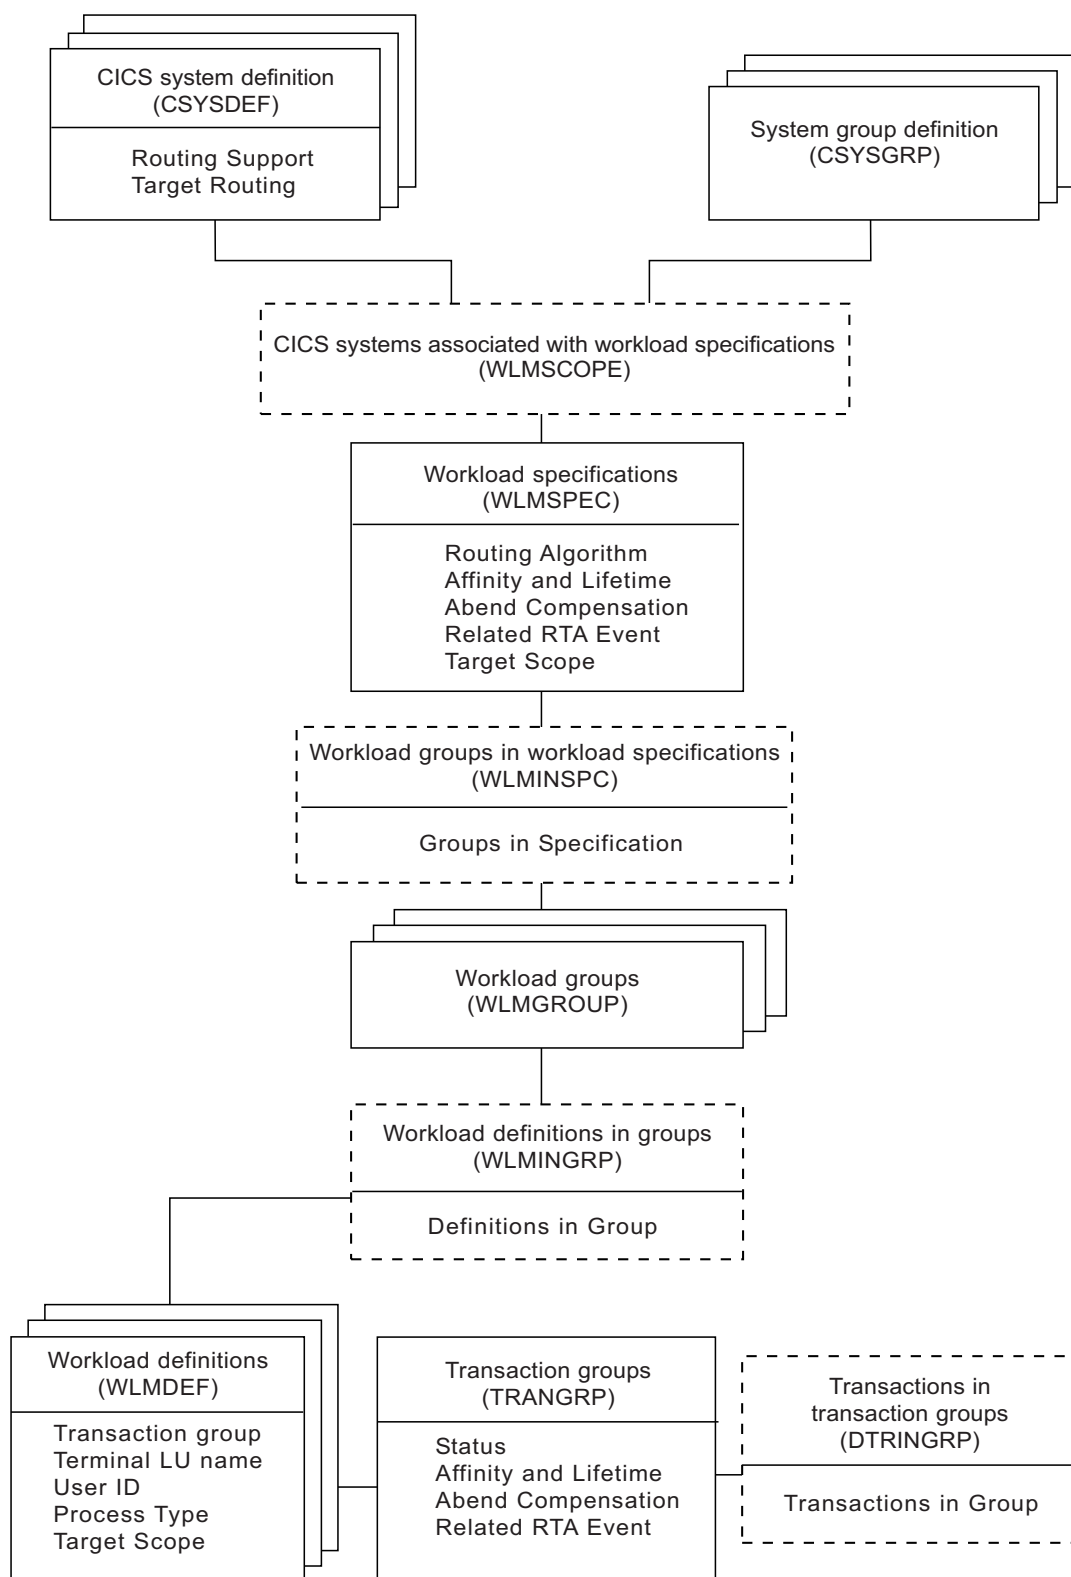 CICS system definition
(CSYSDEF)
Routing Support
Target Routing
System group definition
(CSYSGRP)
CICS systems associated with workload specifications
(WLMSCOPE)
Workload specifications
(WLMSPEC)
Routing Algorithm
Affinity and Lifetime
Abend Compensation
Related RTA Event
Target Scope
Workload groups in workload specifications
(WLMINSPC)
Groups in Specification
Workload groups
(WLMGROUP)
Workload definitions in groups
(WLMINGRP)
Definitions in Group
Workload definitions
(WLMDEF)
Transaction group
Terminal LU name
User ID
Process Type
Target Scope
Transaction groups
(TRANGRP)
Status
Affinity and Lifetime
Abend Compensation
Related RTA Event
Transactions in
transaction groups
(DTRINGRP)
Transactions in Group